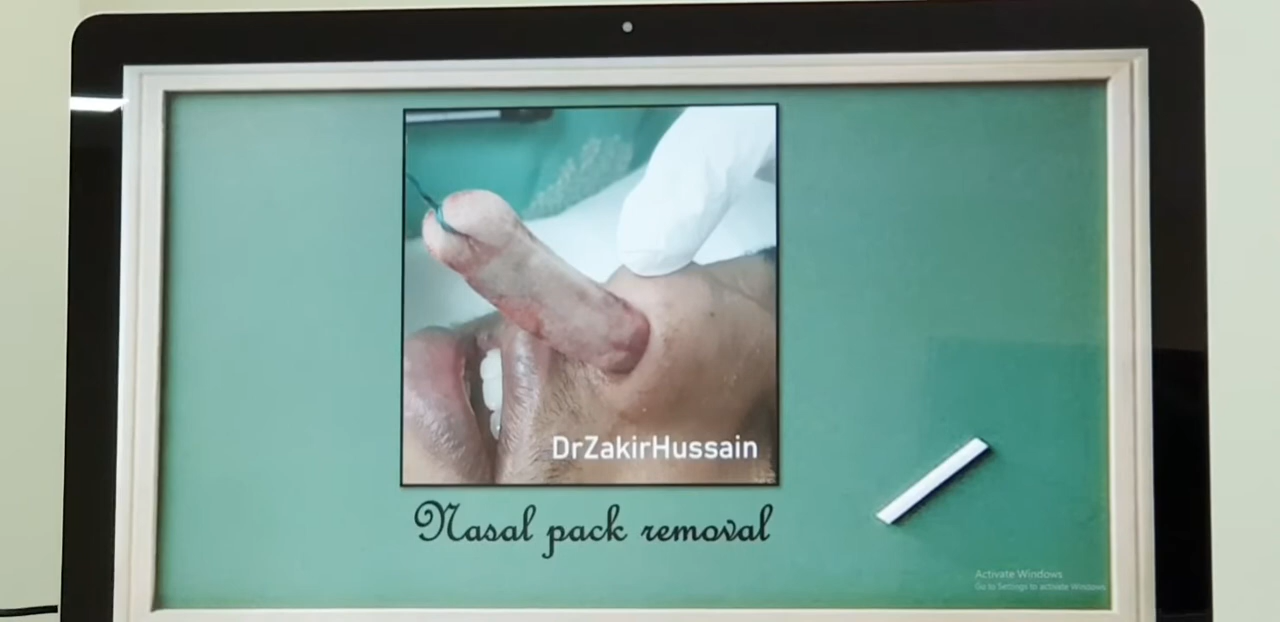 DrZakirHussain
Nasal pack removal
Activate Windows
Go to Settings to activate Windows.